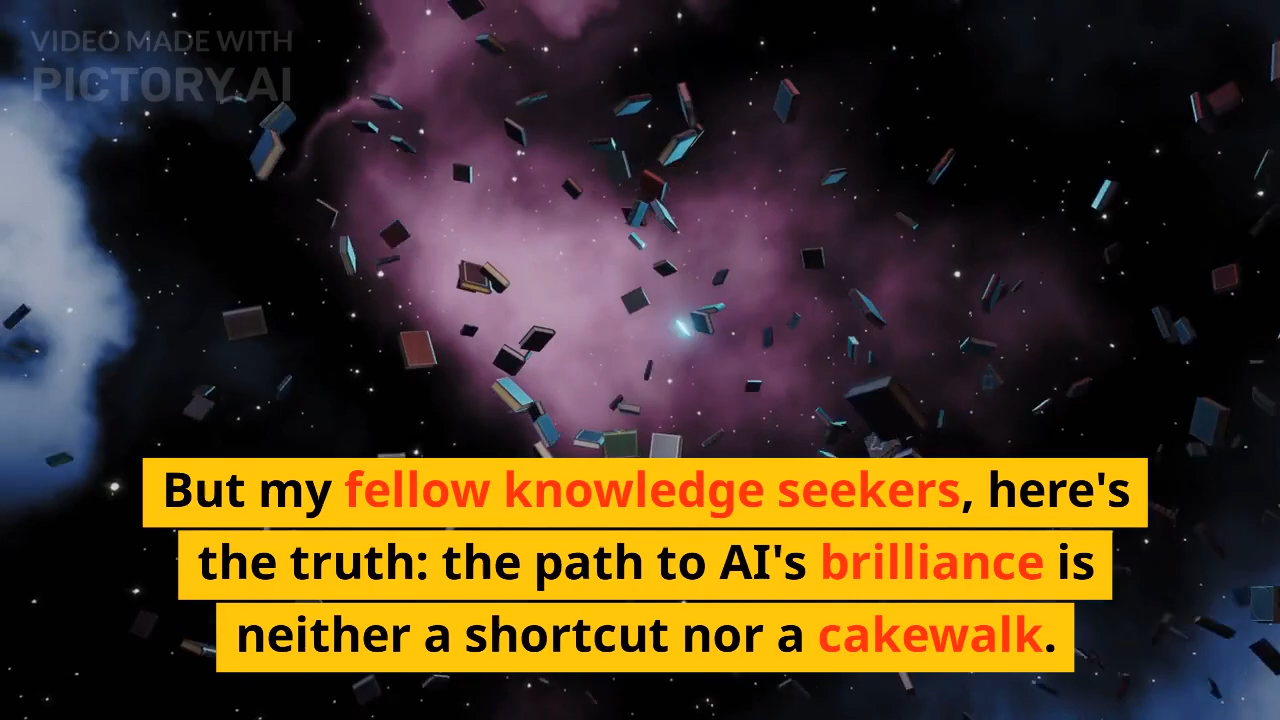 VIDEO MADE WITH
PICTORY.AI
But my fellow knowledge seekers, here's
the truth: the path to AI's brilliance is
neither a shortcut nor a cakewalk.